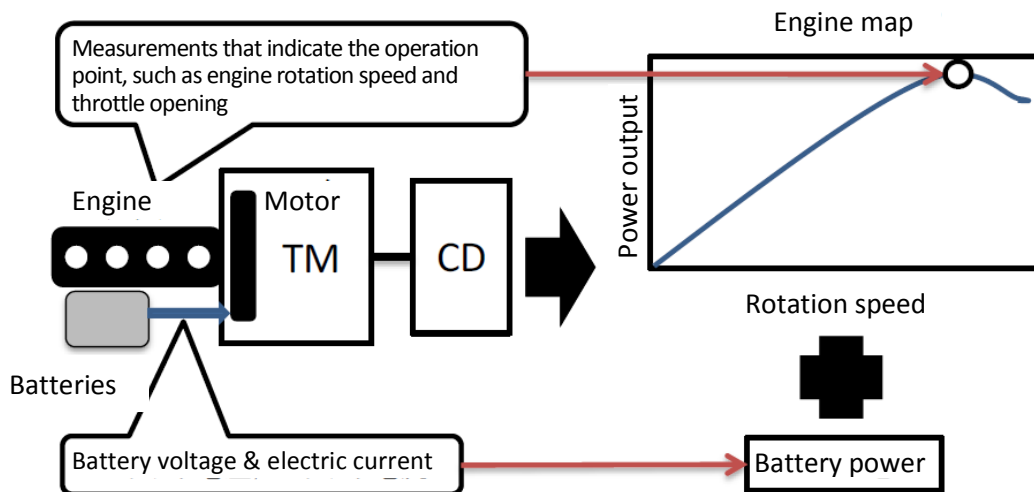 Engine map
Measurements that indicate the operation
point, such as engine rotation speed and
throttle opening
Power output
Engine
Motor
TM
CD
Rotation speed
Batteries
Battery voltage & electric current
Battery power